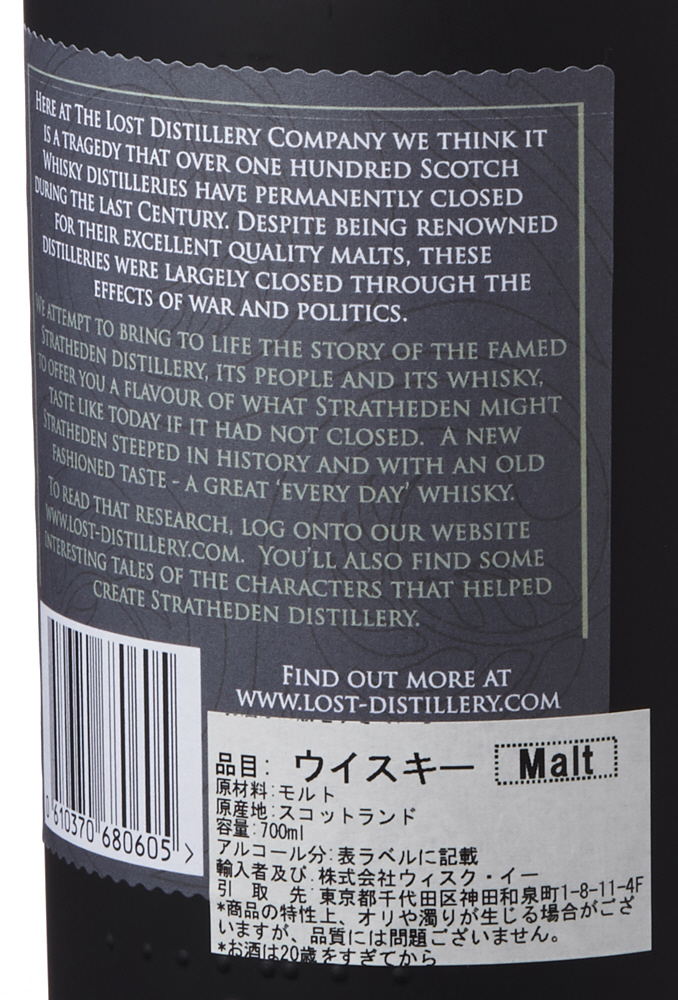 HERE AT THE LOST DISTILLERY COMPANY WE THINK IT
IS A TRAGEDY THAT OVER ONE HUNDRED SCOTCH
WHISKY DISTILLERIES HAVE PERMANENTLY CLOSED
DURING THE LAST CENTURY. DESPITE BEING RENOWNED
FOR THEIR EXCELLENT QUALITY MALTS, THESE
DISTILLERIES WERE LARGELY CLOSED THROUGH THE
EFFECTS OF WAR AND POLITICS.
WE ATTEMPT TO BRING TO LIFE THE STORY OF THE FAMED
STRATHEDEN DISTILLERY, ITS PEOPLE AND ITS WHISKY,
TO OFFER YOU A FLAVOUR OF WHAT STRATHEDEN MIGHT
TASTE LIKE TODAY IF IT HAD NOT CLOSED. A NEW
STRATHEDEN STEEPED IN HISTORY AND WITH AN OLD
FASHIONED TASTE - A GREAT 'EVERY DAY' WHISKY.
TO READ THAT RESEARCH, LOG ONTO OUR WEBSITE
WWW.LOST-DISTILLERY.COM. YOU'LL ALSO FIND SOME
INTERESTING TALES OF THE CHARACTERS THAT HELPED
CREATE STRATHEDEN DISTILLERY.
FIND OUT MORE AT
WWW.LOST-DISTILLERY.COM
0 610370 680605 >
品目: ウイスキー Malt
原材料:モルト
原産地:スコットランド
容量:700ml
アルコール分:表ラベルに記載
輸入者及び 株式会社ウィスク・イー
引 取 先:東京都千代田区神田和泉町1-8-11-4F
*商品の特性上、オリや濁りが生じる場合がござ
いますが、品質には問題ございません。
*お酒は20歳をすぎてから